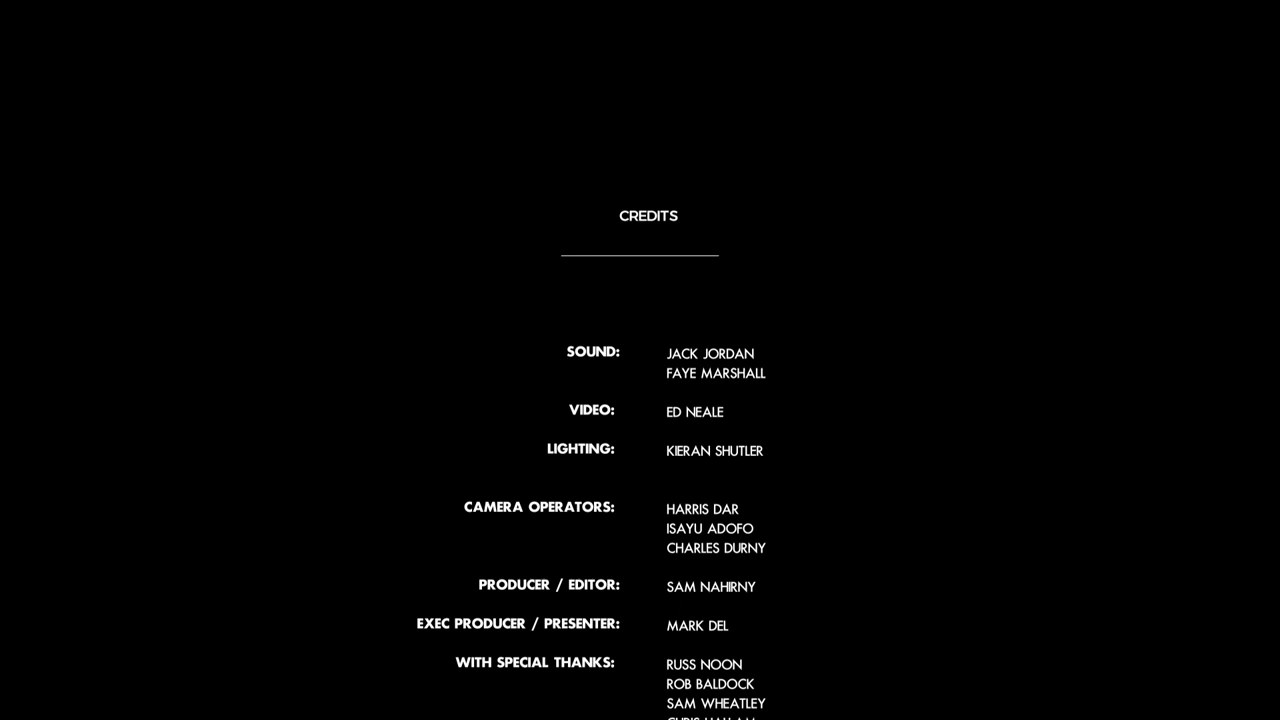 CREDITS
SOUND: JACK JORDAN
FAYE MARSHALL
VIDEO: ED NEALE
LIGHTING: KIERAN SHUTLER
CAMERA OPERATORS: HARRIS DAR
ISAYU ADOFO
CHARLES DURNY
PRODUCER / EDITOR: SAM NAHIRNY
EXEC PRODUCER / PRESENTER: MARK DEL
WITH SPECIAL THANKS: RUSS NOON
ROB BALDOCK
SAM WHEATLEY